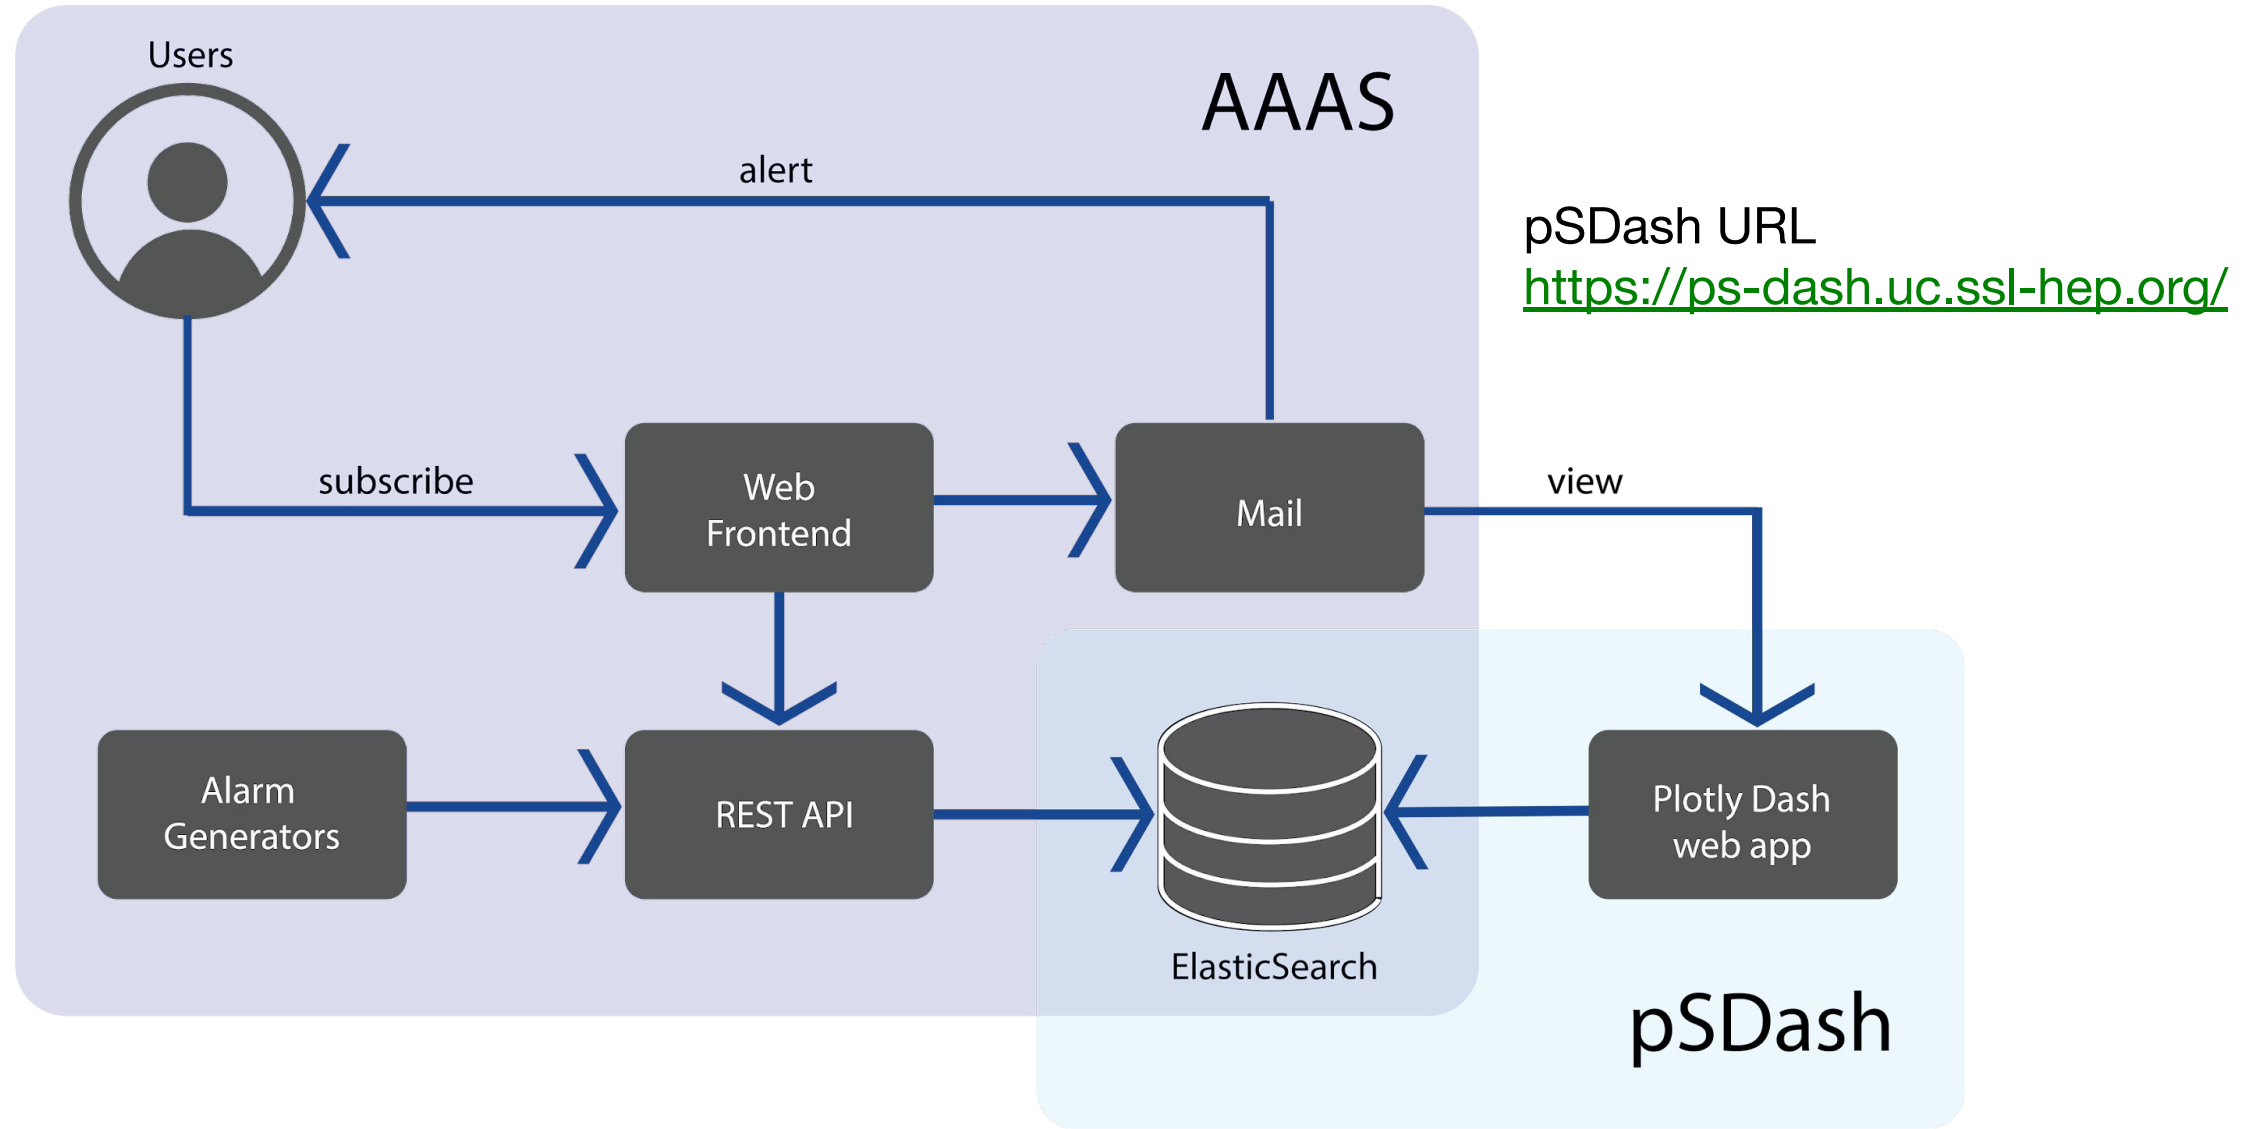 Users
AAAS
alert
pSDash URL
https://ps-dash.uc.ssl-hep.org/
subscribe
Web
Frontend
Mail
view
Alarm
Generators
REST API
Plotly Dash
web app
ElasticSearch
pSDash